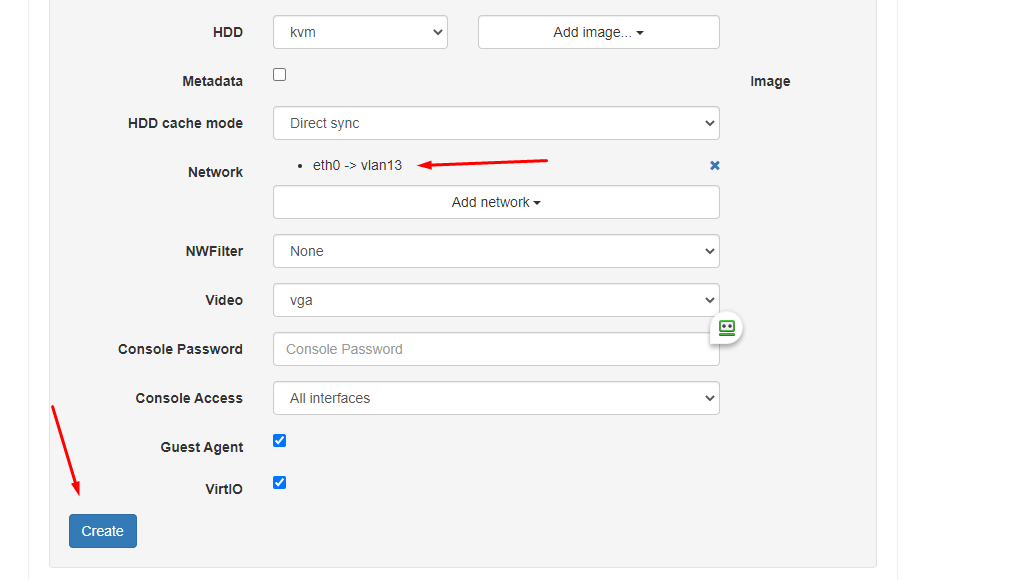 HDD kvm Add image...
Metadata Image
HDD cache mode Direct sync
Network eth0 -> vlan13
Add network
NWFilter None
Video vga
Console Password Console Password
Console Access All interfaces
Guest Agent
VirtIO
Create